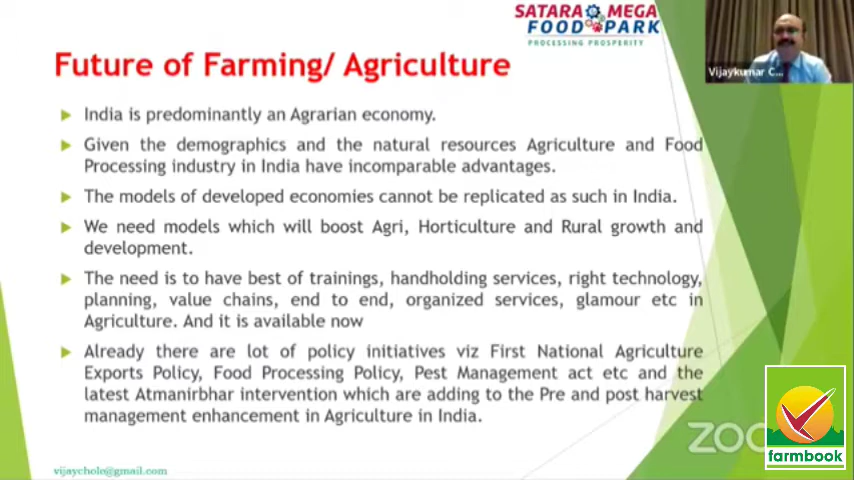 SATARA MEGA
FOOD PARK
PROCESSING PROSPERITY
Vijaykumar C...
Future of Farming/ Agriculture
India is predominantly an Agrarian economy.
Given the demographics and the natural resources Agriculture and Food
Processing industry in India have incomparable advantages.
The models of developed economies cannot be replicated as such in India.
We need models which will boost Agri, Horticulture and Rural growth and
development.
The need is to have best of trainings, handholding services, right technology,
planning, value chains, end to end, organized services, glamour etc in
Agriculture. And it is available now
Already there are lot of policy initiatives viz First National Agriculture
Exports Policy, Food Processing Policy, Pest Management act etc and the
latest Atmanirbhar intervention which are adding to the Pre and post harvest
management enhancement in Agriculture in India.
zoo
farmbook
vijaychole@gmail.com